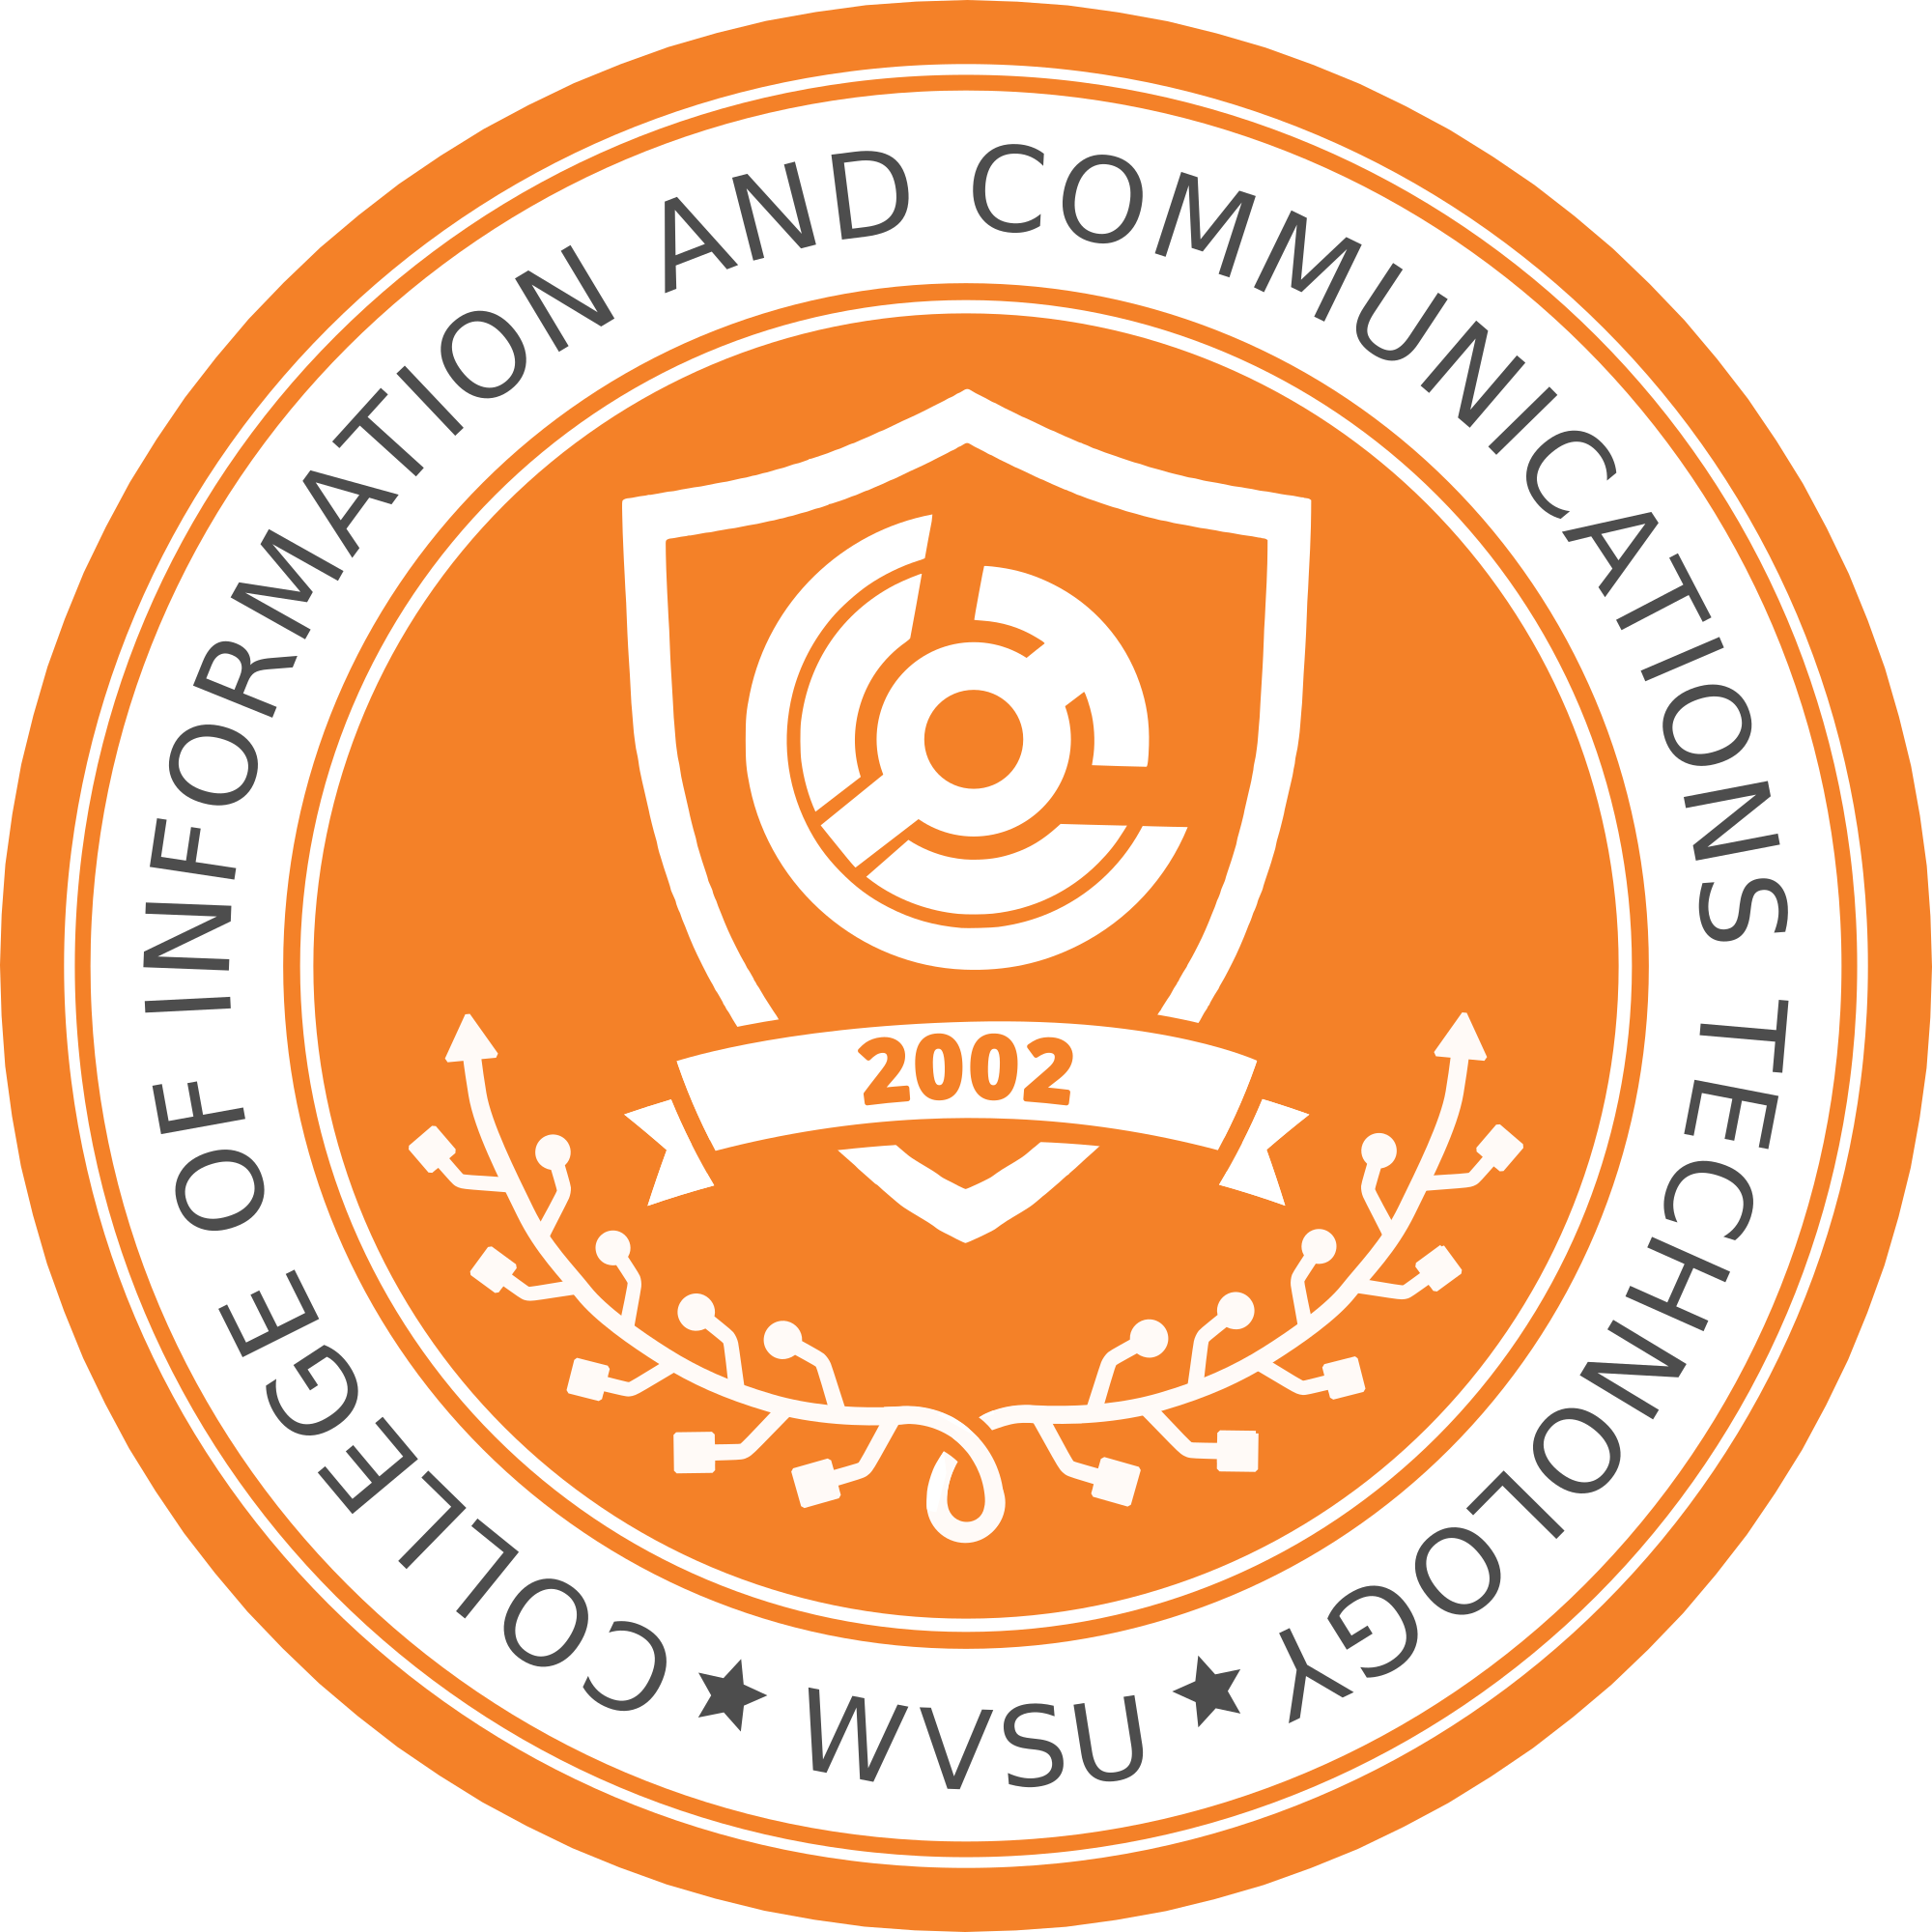 COLLEGE OF INFORMATION AND COMMUNICATIONS TECHNOLOGY
WVSU
2002